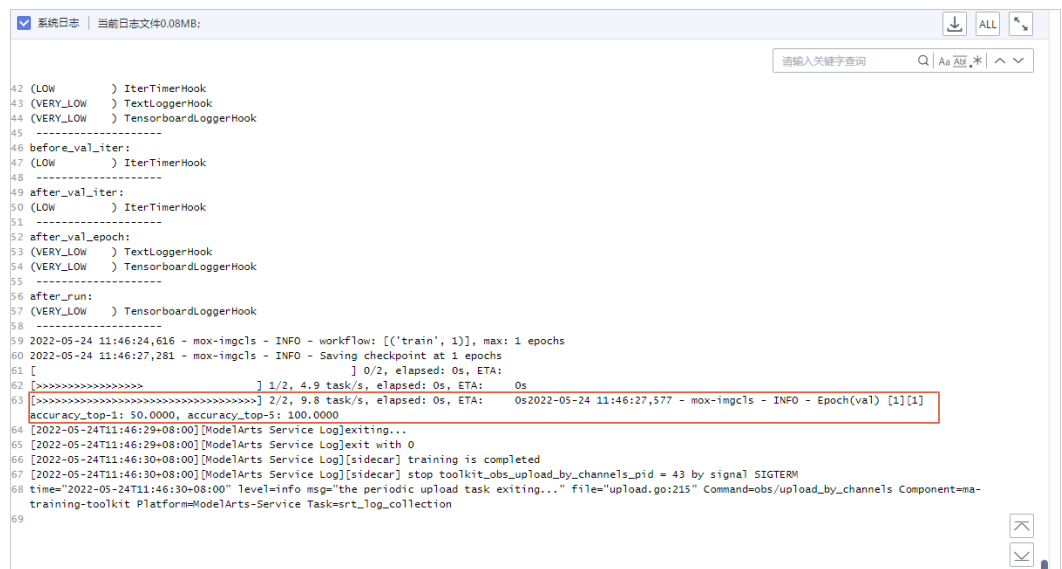 系统日志 | 当前日志文件0.08MB;
ALL
请输入关键字查询 Aa Abl .*
42 (LOW         ) IterTimerHook
43 (VERY_LOW    ) TextLoggerHook
44 (VERY_LOW    ) TensorboardLoggerHook
45  --------------------
46 before_val_iter:
47 (LOW         ) IterTimerHook
48  --------------------
49 after_val_iter:
50 (LOW         ) IterTimerHook
51  --------------------
52 after_val_epoch:
53 (VERY_LOW    ) TextLoggerHook
54 (VERY_LOW    ) TensorboardLoggerHook
55  --------------------
56 after_run:
57 (VERY_LOW    ) TensorboardLoggerHook
58  --------------------
59 2022-05-24 11:46:24,616 - mox-imgcls - INFO - workflow: [('train', 1)], max: 1 epochs
60 2022-05-24 11:46:27,281 - mox-imgcls - INFO - Saving checkpoint at 1 epochs
61 [                                  ] 0/2, elapsed: 0s, ETA:
62 [>>>>>>>>>>>>>>>>>                 ] 1/2, 4.9 task/s, elapsed: 0s, ETA:     0s
63 [>>>>>>>>>>>>>>>>>>>>>>>>>>>>>>>>>>] 2/2, 9.8 task/s, elapsed: 0s, ETA:     0s2022-05-24 11:46:27,577 - mox-imgcls - INFO - Epoch(val) [1][1]
accuracy_top-1: 50.0000, accuracy_top-5: 100.0000
64 [2022-05-24T11:46:29+08:00][ModelArts Service Log]exiting...
65 [2022-05-24T11:46:29+08:00][ModelArts Service Log]exit with 0
66 [2022-05-24T11:46:30+08:00][ModelArts Service Log][sidecar] training is completed
67 [2022-05-24T11:46:30+08:00][ModelArts Service Log][sidecar] stop toolkit_obs_upload_by_channels_pid = 43 by signal SIGTERM
68 time="2022-05-24T11:46:30+08:00" level=info msg="the periodic upload task exiting..." file="upload.go:215" Command=obs/upload_by_channels Component=ma-
training-toolkit Platform=ModelArts-Service Task=srt_log_collection
69